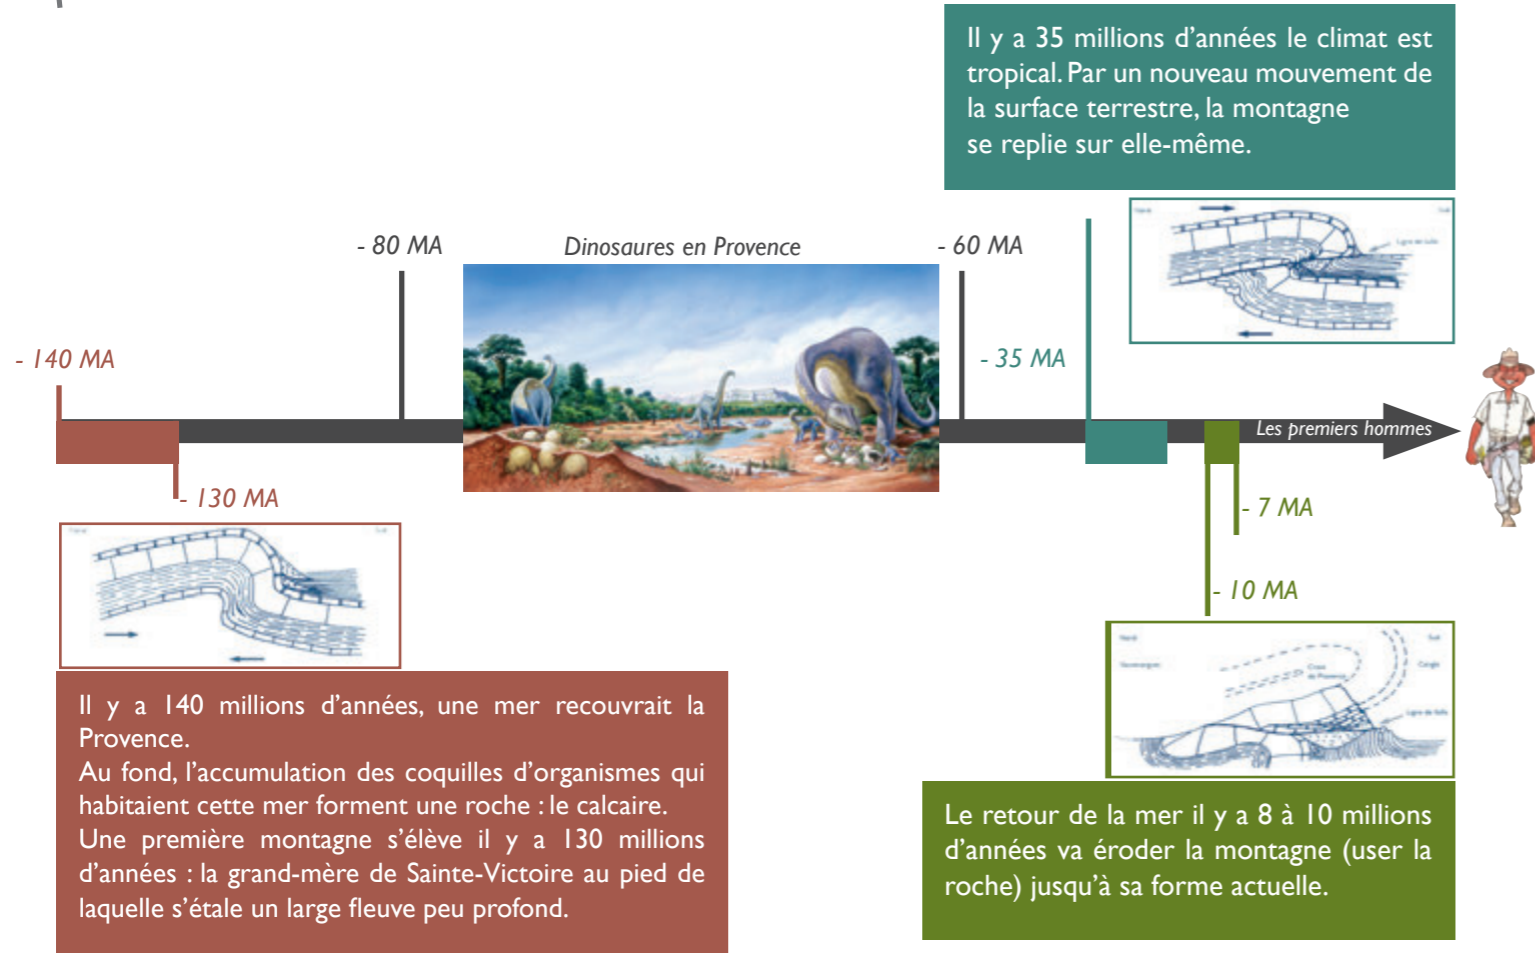 Il y a 35 millions d'années le climat est
tropical. Par un nouveau mouvement de
la surface terrestre, la montagne
se replie sur elle-même.
- 80 MA
Dinosaures en Provence
- 60 MA
- 140 MA
- 35 MA
Les premiers hommes
- 130 MA
- 7 MA
- 10 MA
Il y a 140 millions d'années, une mer recouvrait la
Provence.
Au fond, l'accumulation des coquilles d'organismes qui
habitaient cette mer forment une roche : le calcaire.
Une première montagne s'élève il y a 130 millions
d'années : la grand-mère de Sainte-Victoire au pied de
laquelle s'étale un large fleuve peu profond.
Le retour de la mer il y a 8 à 10 millions
d'années va éroder la montagne (user la
roche) jusqu'à sa forme actuelle.